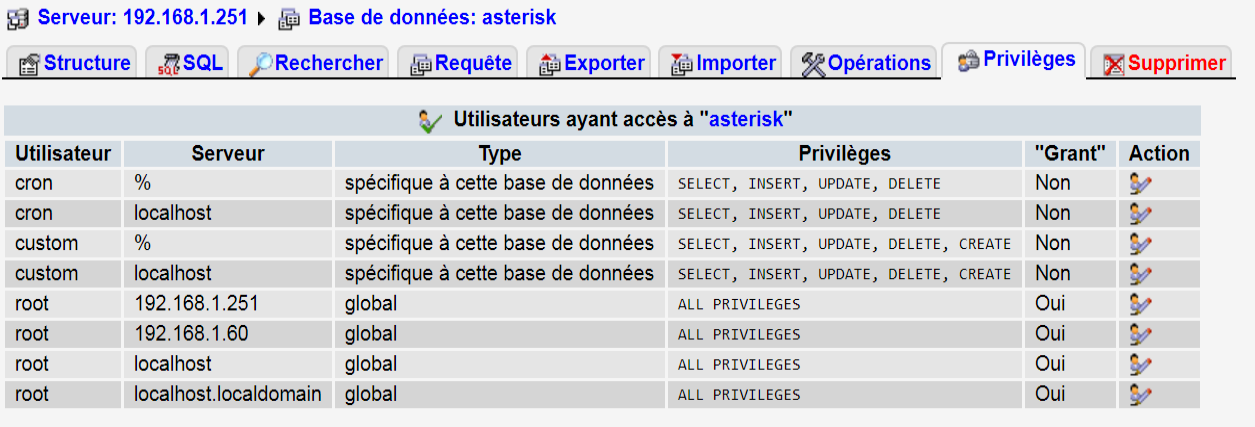 Serveur: 192.168.1.251 Base de données: asterisk
Structure SQL Rechercher Requête Exporter Importer Opérations Privilèges Supprimer
Utilisateurs ayant accès à "asterisk"
Utilisateur Serveur Type Privilèges "Grant" Action
cron % spécifique à cette base de données SELECT, INSERT, UPDATE, DELETE Non
cron localhost spécifique à cette base de données SELECT, INSERT, UPDATE, DELETE Non
custom % spécifique à cette base de données SELECT, INSERT, UPDATE, DELETE, CREATE Non
custom localhost spécifique à cette base de données SELECT, INSERT, UPDATE, DELETE, CREATE Non
root 192.168.1.251 global ALL PRIVILEGES Oui
root 192.168.1.60 global ALL PRIVILEGES Oui
root localhost global ALL PRIVILEGES Oui
root localhost.localdomain global ALL PRIVILEGES Oui